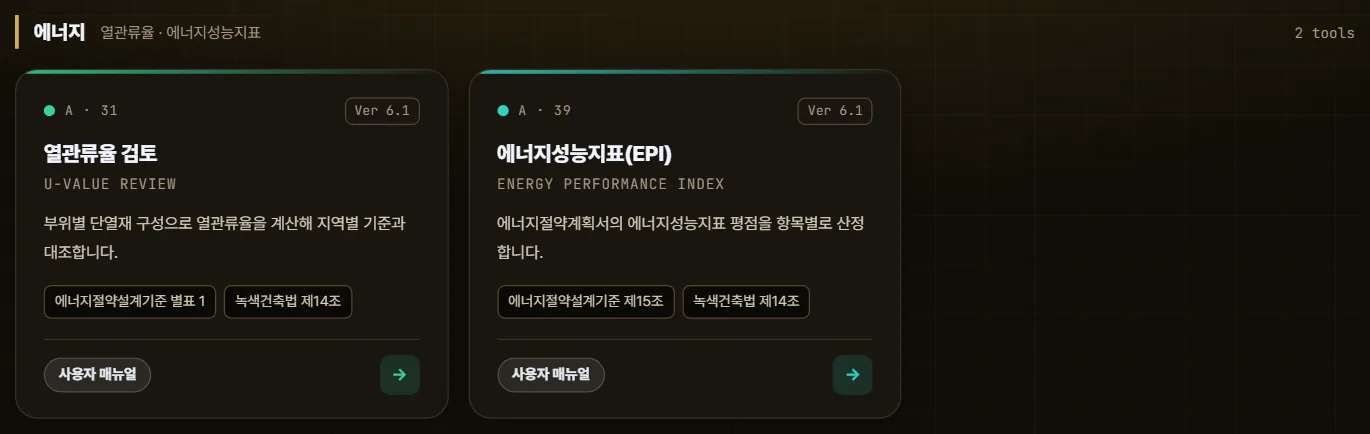 에너지 열관류율 · 에너지성능지표 2 tools
A · 31 Ver 6.1
열관류율 검토
U-VALUE REVIEW
부위별 단열재 구성으로 열관류율을 계산해 지역별 기준과
대조합니다.
에너지절약설계기준 별표 1 녹색건축법 제14조
사용자 매뉴얼 →
A · 39 Ver 6.1
에너지성능지표(EPI)
ENERGY PERFORMANCE INDEX
에너지절약계획서의 에너지성능지표 평점을 항목별로 산정
합니다.
에너지절약설계기준 제15조 녹색건축법 제14조
사용자 매뉴얼 →